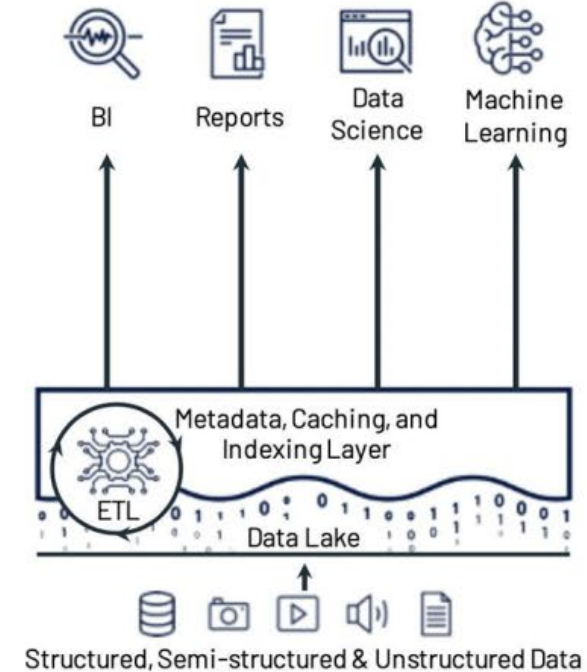 BI
Reports
Data
Science
Machine
Learning
Metadata, Caching, and
Indexing Layer
ETL
Data Lake
Structured, Semi-structured & Unstructured Data